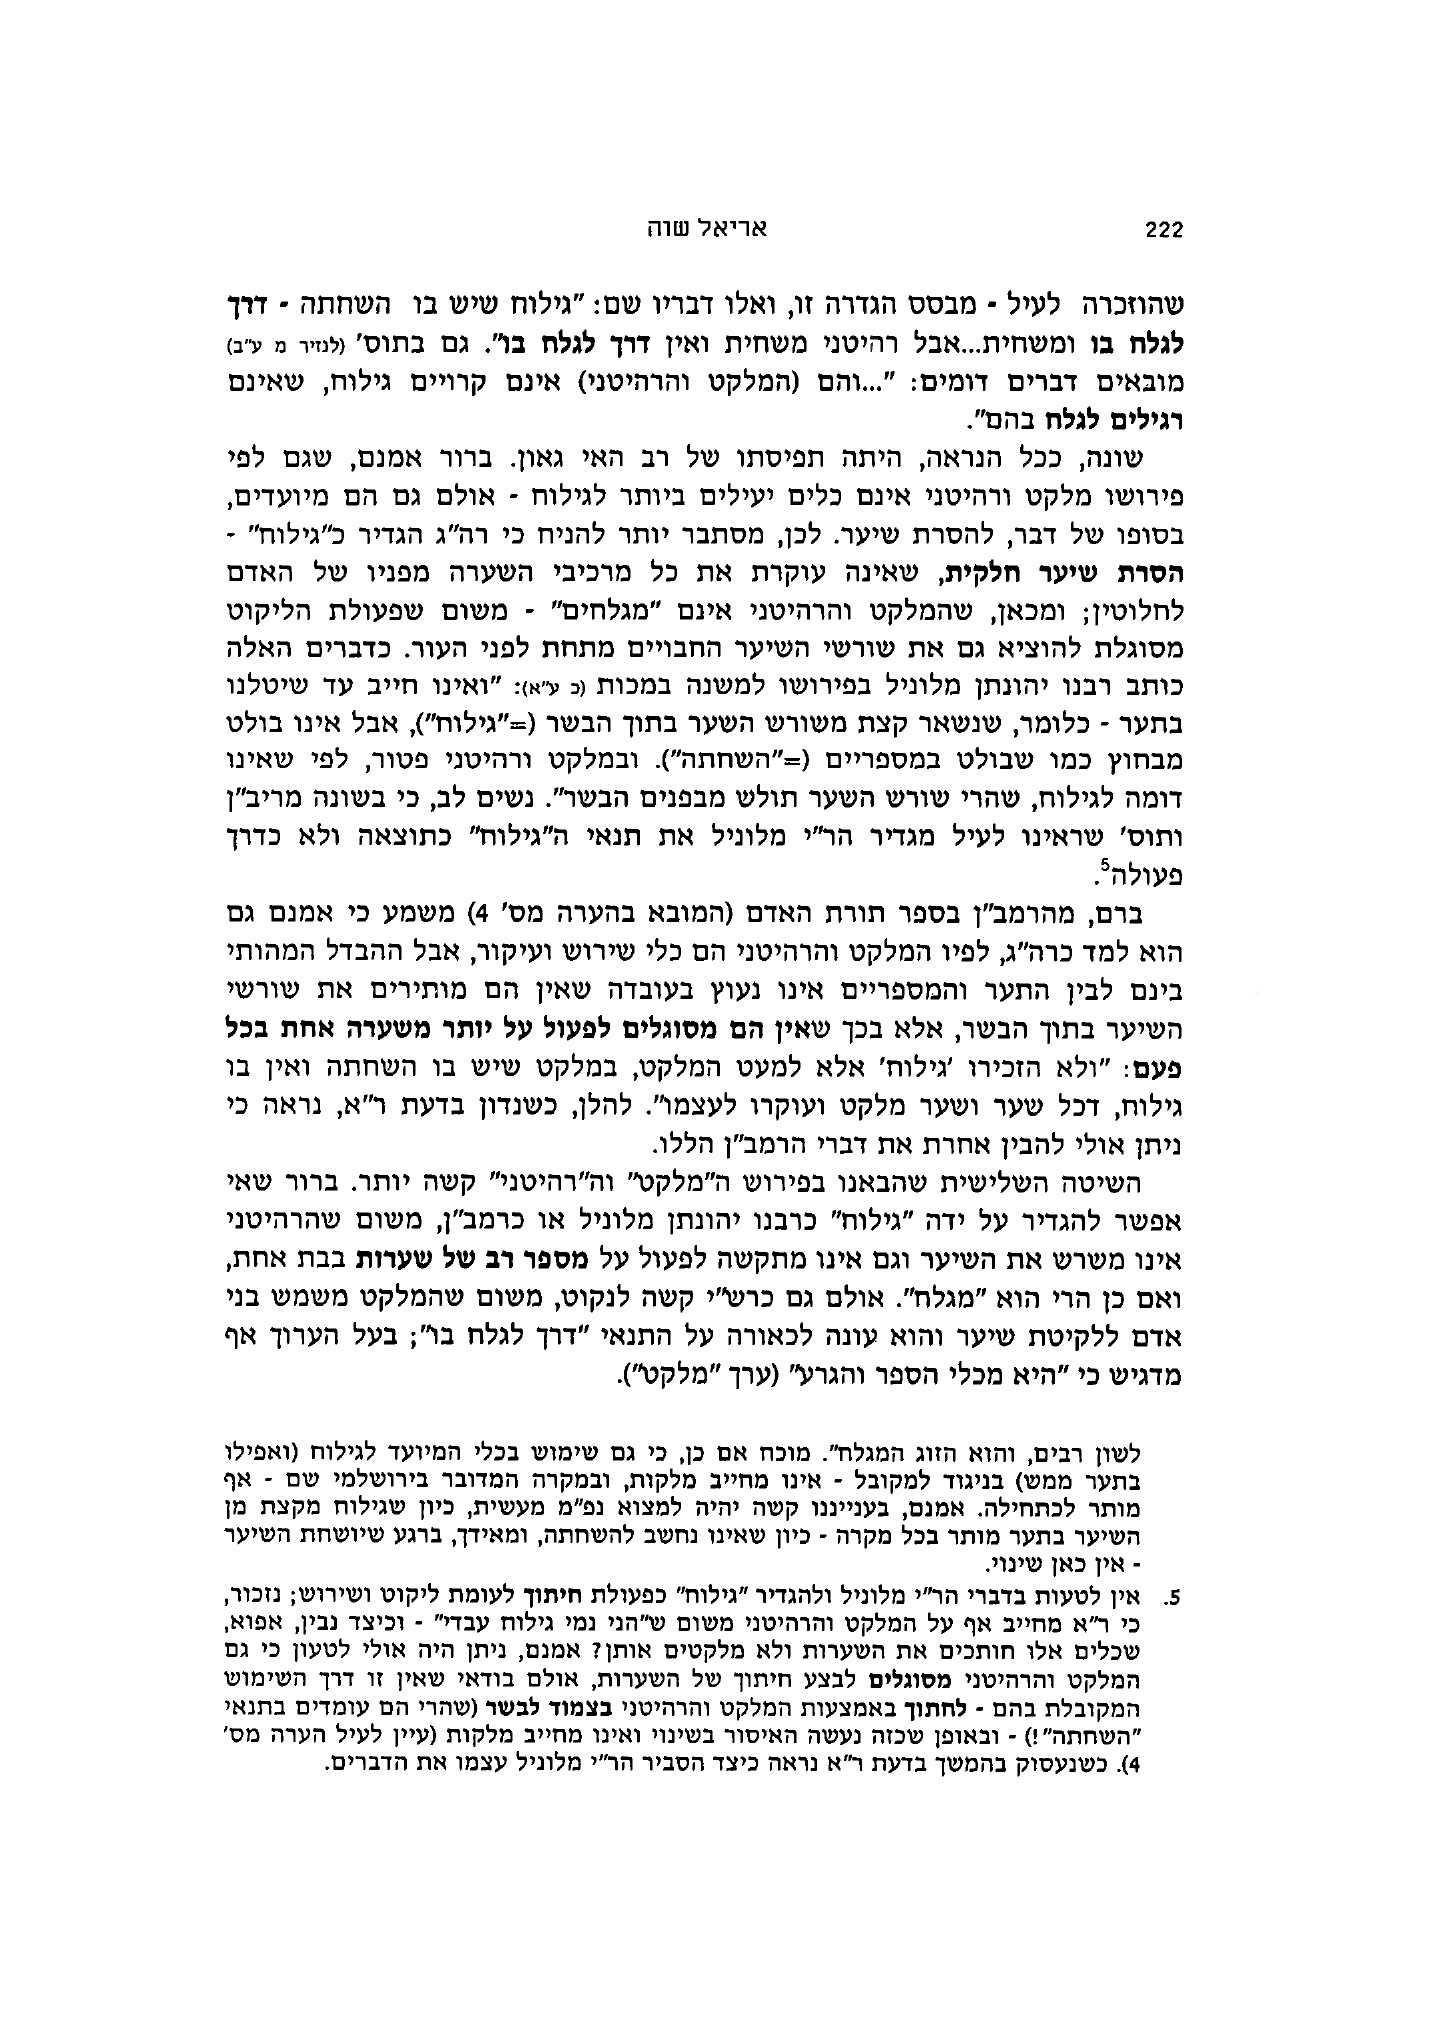 222 אריאל שוה
שהוזכרה לעיל - מבסס הגדרה זו, ואלו דבריו שם: "גילוח שיש בו השחתה - דרך
לגלח בו ומשחית...אבל רהיטני משחית ואין דרך לגלח בו". גם בתוס' (לנזיר מ ע"ב)
מובאים דברים דומים: "...והם (המלקט והרהיטני) אינם קרויים גילוח, שאינם
רגילים לגלח בהם".
שונה, ככל הנראה, היתה תפיסתו של רב האי גאון. ברור אמנם, שגם לפי
פירושו מלקט ורהיטני אינם כלים יעילים ביותר לגילוח - אולם גם הם מיועדים,
בסופו של דבר, להסרת שיער. לכן, מסתבר יותר להניח כי רה"ג הגדיר כ"גילוח" -
הסרת שיער חלקית, שאינה עוקרת את כל מרכיבי השערה מפניו של האדם
לחלוטין; ומכאן, שהמלקט והרהיטני אינם "מגלחים" - משום שפעולת הליקוט
מסוגלת להוציא גם את שורשי השיער החבויים מתחת לפני העור. כדברים האלה
כותב רבנו יהונתן מלוניל בפירושו למשנה במכות (כ ע"א): "ואינו חייב עד שיטלנו
בתער - כלומר, שנשאר קצת משורש השער בתוך הבשר (="גילוח"), אבל אינו בולט
מבחוץ כמו שבולט במספריים (="השחתה"). ובמלקט ורהיטני פטור, לפי שאינו
דומה לגילוח, שהרי שורש השער תולש מבפנים הבשר". נשים לב, כי בשונה מריב"ן
ותוס' שראינו לעיל מגדיר הר"י מלוניל את תנאי ה"גילוח" כתוצאה ולא כדרך
פעולה5.
ברם, מהרמב"ן בספר תורת האדם (המובא בהערה מס' 4) משמע כי אמנם גם
הוא למד כרה"ג, לפיו המלקט והרהיטני הם כלי שירוש ועיקור, אבל ההבדל המהותי
בינם לבין התער והמספריים אינו נעוץ בעובדה שאין הם מותירים את שורשי
השיער בתוך הבשר, אלא בכך שאין הם מסוגלים לפעול על יותר משערה אחת בכל
פעם: "ולא הזכירו 'גילוח' אלא למעט המלקט, במלקט שיש בו השחתה ואין בו
גילוח, דכל שער ושער מלקט ועוקרו לעצמו". להלן, כשנדון בדעת ר"א, נראה כי
ניתן אולי להבין אחרת את דברי הרמב"ן הללו.
השיטה השלישית שהבאנו בפירוש ה"מלקט" וה"רהיטני" קשה יותר. ברור שאי
אפשר להגדיר על ידה "גילוח" כרבנו יהונתן מלוניל או כרמב"ן, משום שהרהיטני
אינו משרש את השיער וגם אינו מתקשה לפעול על מספר רב של שערות בבת אחת,
ואם כן הרי הוא "מגלח". אולם גם כרש"י קשה לנקוט, משום שהמלקט משמש בני
אדם ללקיטת שיער והוא עונה לכאורה על התנאי "דרך לגלח בו"; בעל הערוך אף
מדגיש כי "היא מכלי הספר והגרע" (ערך "מלקט").
לשון רבים, והוא הזוג המגלח". מוכח אם כן, כי גם שימוש בכלי המיועד לגילוח (ואפילו
בתער ממש) בניגוד למקובל - אינו מחייב מלקות, ובמקרה המדובר בירושלמי שם - אף
מותר לכתחילה. אמנם, בענייננו קשה יהיה למצוא נפ"מ מעשית, כיון שגילוח מקצת מן
השיער בתער מותר בכל מקרה - כיון שאינו נחשב להשחתה, ומאידך, ברגע שיושחת השיער
- אין כאן שינוי.
5. אין לטעות בדברי הר"י מלוניל ולהגדיר "גילוח" כפעולת חיתוך לעומת ליקוט ושירוש; נזכור,
כי ר"א מחייב אף על המלקט והרהיטני משום ש"הני נמי גילוח עבדי" - וכיצד נבין, אפוא,
שכלים אלו חותכים את השערות ולא מלקטים אותן? אמנם, ניתן היה אולי לטעון כי גם
המלקט והרהיטני מסוגלים לבצע חיתוך של השערות, אולם בודאי שאין זו דרך השימוש
המקובלת בהם - לחתוך באמצעות המלקט והרהיטני בצמוד לבשר (שהרי הם עומדים בתנאי
"השחתה"!) - ובאופן שכזה נעשה האיסור בשינוי ואינו מחייב מלקות (עיין לעיל הערה מס'
4). כשנעסוק בהמשך בדעת ר"א נראה כיצד הסביר הר"י מלוניל עצמו את הדברים.